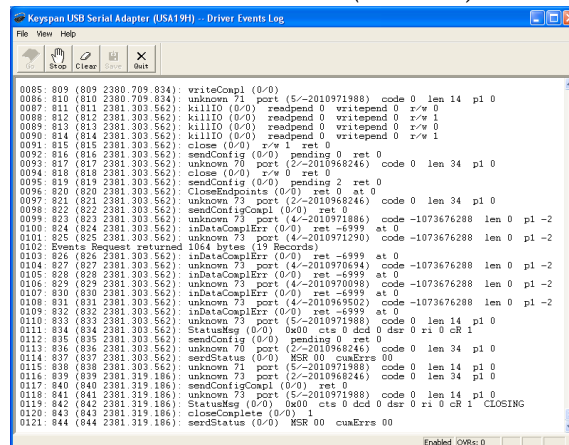 Keyspan USB Serial Adapter (USA19H) -- Driver Events Log
File View Help
Go Stop Clear Save Quit
0085: 809 (809 2380.709.834): writeCompl (0/0)
0086: 810 (810 2380.709.834): unknown 71 port (5/-2010971988) code 0 len 14 p1 0
0087: 811 (811 2381.303.562): killIO (0/0) readpend 0 writepend 0 r/w 0
0088: 812 (812 2381.303.562): killIO (0/0) readpend 0 writepend 0 r/w 1
0089: 813 (813 2381.303.562): killIO (0/0) readpend 0 writepend 0 r/w 0
0090: 814 (814 2381.303.562): killIO (0/0) readpend 0 writepend 0 r/w 1
0091: 815 (815 2381.303.562): close (0/0) r/w 1 ret 0
0092: 816 (816 2381.303.562): sendConfig (0/0) pending 0 ret 0
0093: 817 (817 2381.303.562): unknown 70 port (2/-2010968246) code 0 len 34 p1 0
0094: 818 (818 2381.303.562): close (0/0) r/w 0 ret 0
0095: 819 (819 2381.303.562): sendConfig (0/0) pending 2 ret 0
0096: 820 (820 2381.303.562): CloseEndpoints (0/0) ret 0 at 0
0097: 821 (821 2381.303.562): unknown 73 port (2/-2010968246) code 0 len 34 p1 0
0098: 822 (822 2381.303.562): sendConfigCompl (0/0) ret 0
0099: 823 (823 2381.303.562): unknown 73 port (4/-2010971886) code -1073676288 len 0 p1 -2
0100: 824 (824 2381.303.562): inDataComplErr (0/0) ret -6999 at 0
0101: 825 (825 2381.303.562): unknown 73 port (4/-2010971290) code -1073676288 len 0 p1 -2
0102: Events Request returned 1064 bytes (19 Records)
0103: 826 (826 2381.303.562): inDataComplErr (0/0) ret -6999 at 0
0104: 827 (827 2381.303.562): unknown 73 port (4/-2010970694) code -1073676288 len 0 p1 -2
0105: 828 (828 2381.303.562): inDataComplErr (0/0) ret -6999 at 0
0106: 829 (829 2381.303.562): unknown 73 port (4/-2010970098) code -1073676288 len 0 p1 -2
0107: 830 (830 2381.303.562): inDataComplErr (0/0) ret -6999 at 0
0108: 831 (831 2381.303.562): unknown 73 port (4/-2010969502) code -1073676288 len 0 p1 -2
0109: 832 (832 2381.303.562): inDataComplErr (0/0) ret -6999 at 0
0110: 833 (833 2381.303.562): unknown 73 port (5/-2010971988) code 0 len 14 p1 0
0111: 834 (834 2381.303.562): StatusMsg (0/0) 0x00 cts 0 dcd 0 dsr 0 ri 0 cR 1
0112: 835 (835 2381.303.562): sendConfig (0/0) pending 0 ret 0
0113: 836 (836 2381.303.562): unknown 70 port (2/-2010968246) code 0 len 34 p1 0
0114: 837 (837 2381.303.562): serdStatus (0/0) MSR 00 cumErrs 00
0115: 838 (838 2381.303.562): unknown 71 port (5/-2010971988) code 0 len 14 p1 0
0116: 839 (839 2381.319.186): unknown 73 port (2/-2010968246) code 0 len 34 p1 0
0117: 840 (840 2381.319.186): sendConfigCompl (0/0) ret 0
0118: 841 (841 2381.319.186): unknown 73 port (5/-2010971988) code 0 len 14 p1 0
0119: 842 (842 2381.319.186): StatusMsg (0/0) 0x00 cts 0 dcd 0 dsr 0 ri 0 cR 1 CLOSING
0120: 843 (843 2381.319.186): closeComplete (0/0) 1
0121: 844 (844 2381.319.186): serdStatus (0/0) MSR 00 cumErrs 00
Enabled OVRs: 0